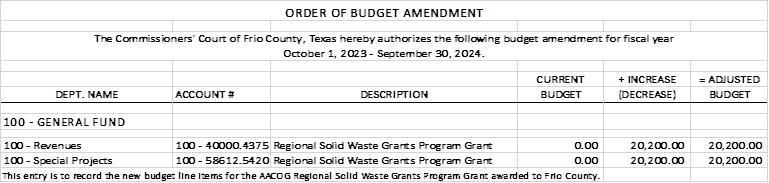 ORDER OF BUDGET AMENDMENT
The Commissioners' Court of Frio County, Texas hereby authorizes the following budget amendment for fiscal year
October 1, 2023 - September 30, 2024.
CURRENT + INCREASE = ADJUSTED
DEPT. NAME ACCOUNT # DESCRIPTION BUDGET (DECREASE) BUDGET
100 - GENERAL FUND
100 - Revenues 100 - 40000.4375 Regional Solid Waste Grants Program Grant 0.00 20,200.00 20,200.00
100 - Special Projects 100 - 58612.5420 Regional Solid Waste Grants Program Grant 0.00 20,200.00 20,200.00
This entry is to record the new budget line items for the AACOG Regional Solid Waste Grants Program Grant awarded to Frio County.